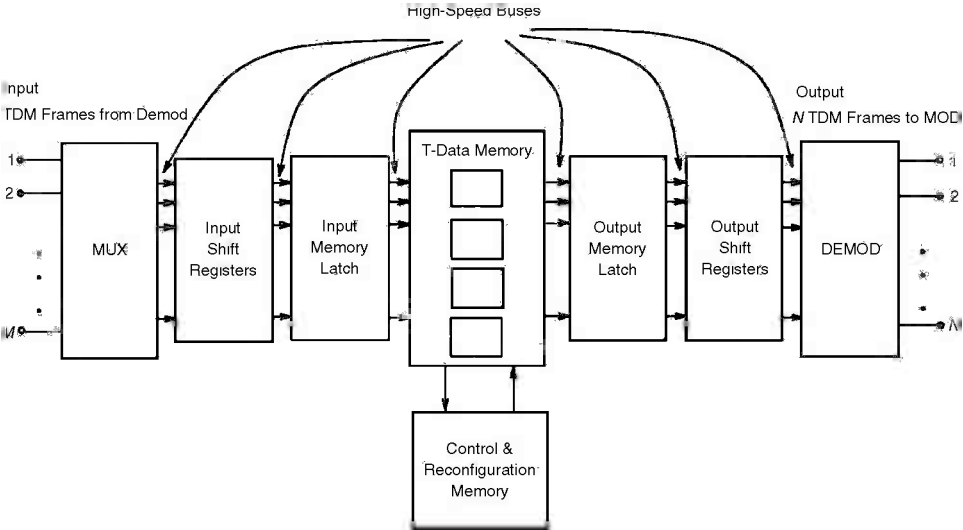 High-Speed Buses
Input
TDM Frames from Demod
Output
N TDM Frames to MOD
1
2
N
MUX
Input
Shift
Registers
Input
Memory
Latch
T-Data Memory
Output
Memory
Latch
Output
Shift
Registers
DEMOD
1
2
N
Control &
Reconfiguration
Memory